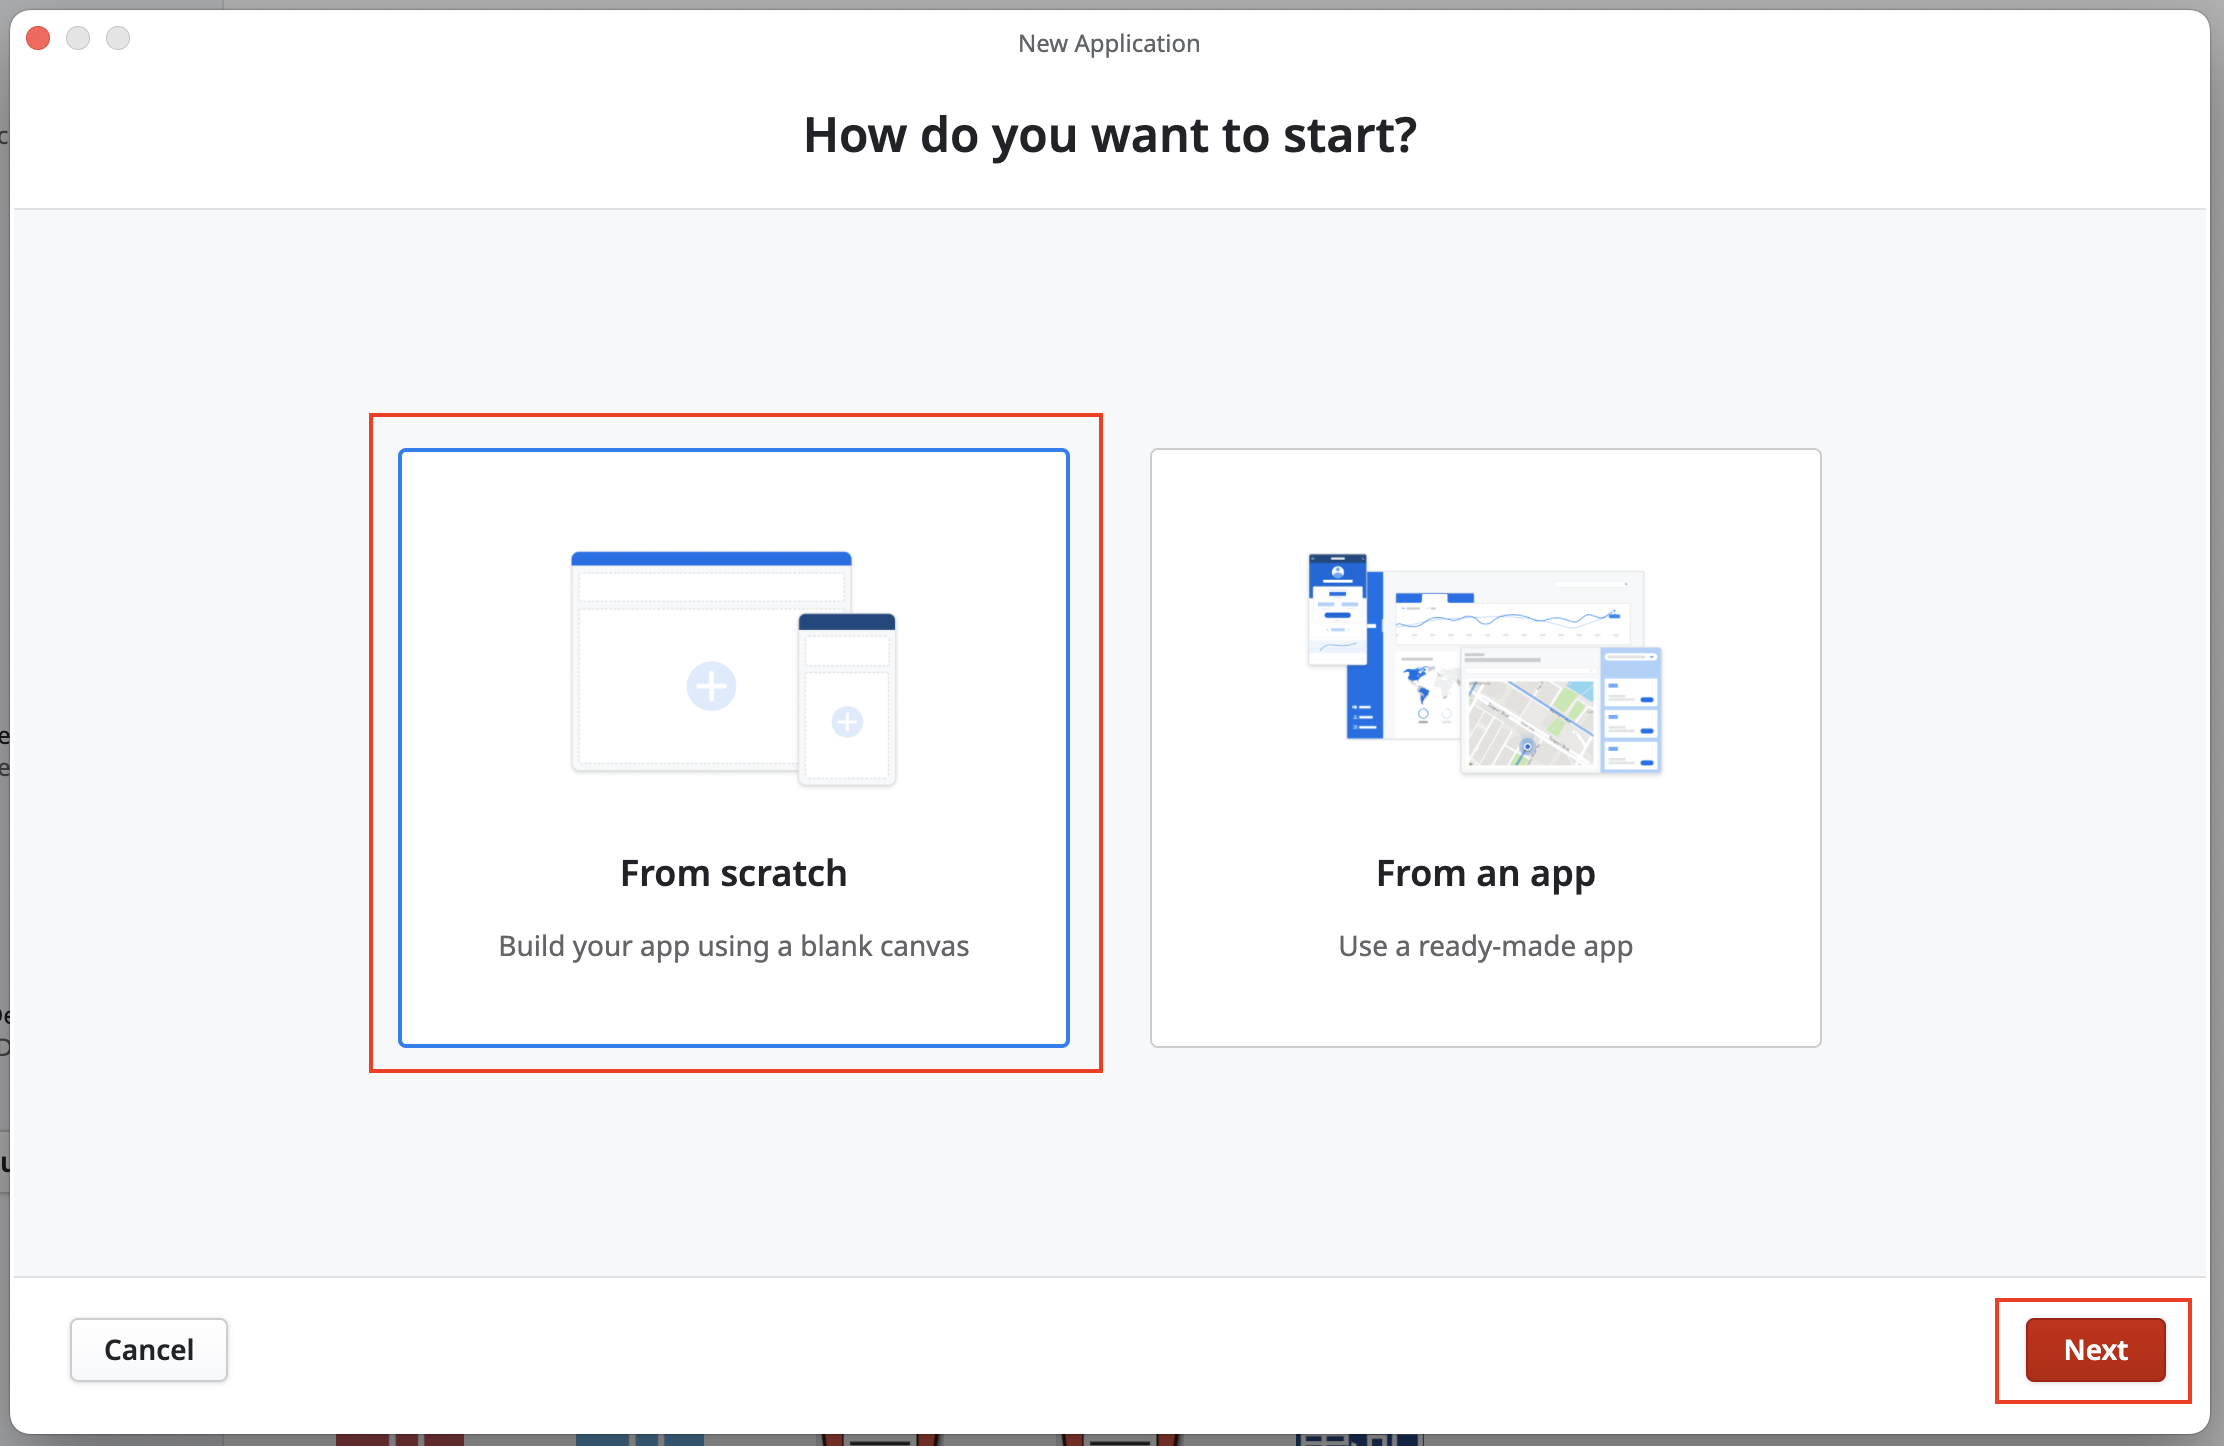 New Application
How do you want to start?
From scratch
Build your app using a blank canvas
From an app
Use a ready-made app
Cancel
Next